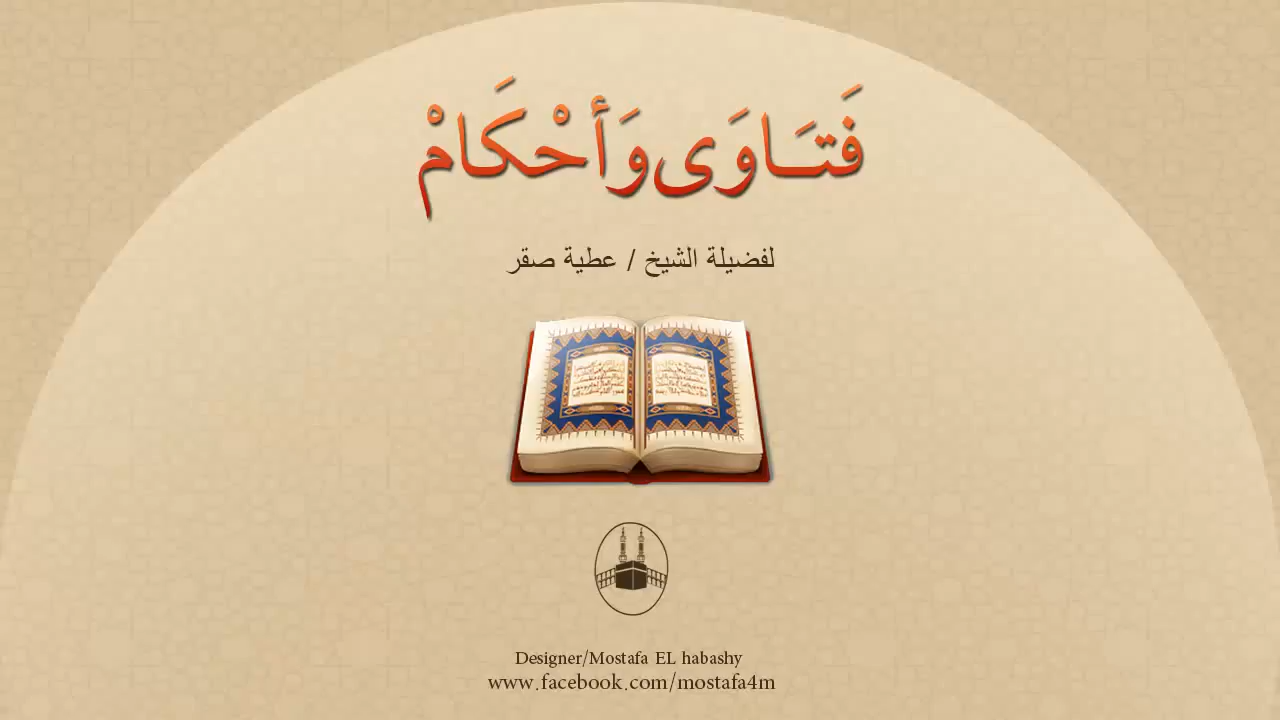 فَتَاوَى وَأَحْكَامْ
لفضيلة الشيخ / عطية صقر
Designer/Mostafa EL habashy
www.facebook.com/mostafa4m